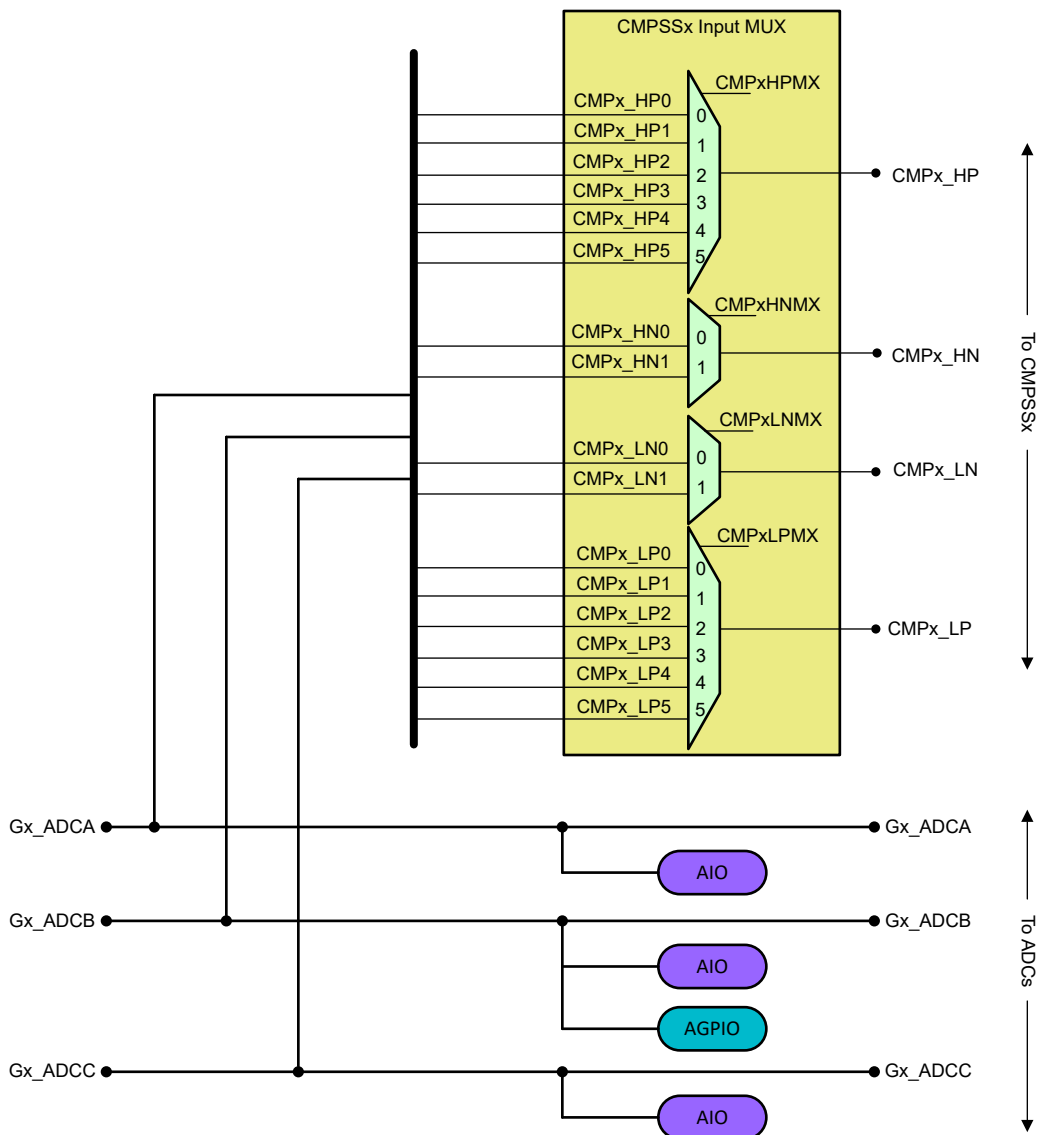 CMPSSx Input MUX
CMPxHPMX
CMPx_HP0
0
CMPx_HP1
1
CMPx_HP2
2
CMPx_HP
CMPx_HP3
3
CMPx_HP4
4
CMPx_HP5
5
CMPxHNMX
CMPx_HN0
0
CMPx_HN1
1
CMPx_HN
To CMPSSx
CMPxLNMX
CMPx_LN0
0
CMPx_LN1
1
CMPx_LN
CMPxLPMX
CMPx_LP0
0
CMPx_LP1
1
CMPx_LP2
2
CMPx_LP
CMPx_LP3
3
CMPx_LP4
4
CMPx_LP5
5
Gx_ADCA
Gx_ADCA
AIO
Gx_ADCB
Gx_ADCB
To ADCs
AIO
AGPIO
Gx_ADCC
Gx_ADCC
AIO